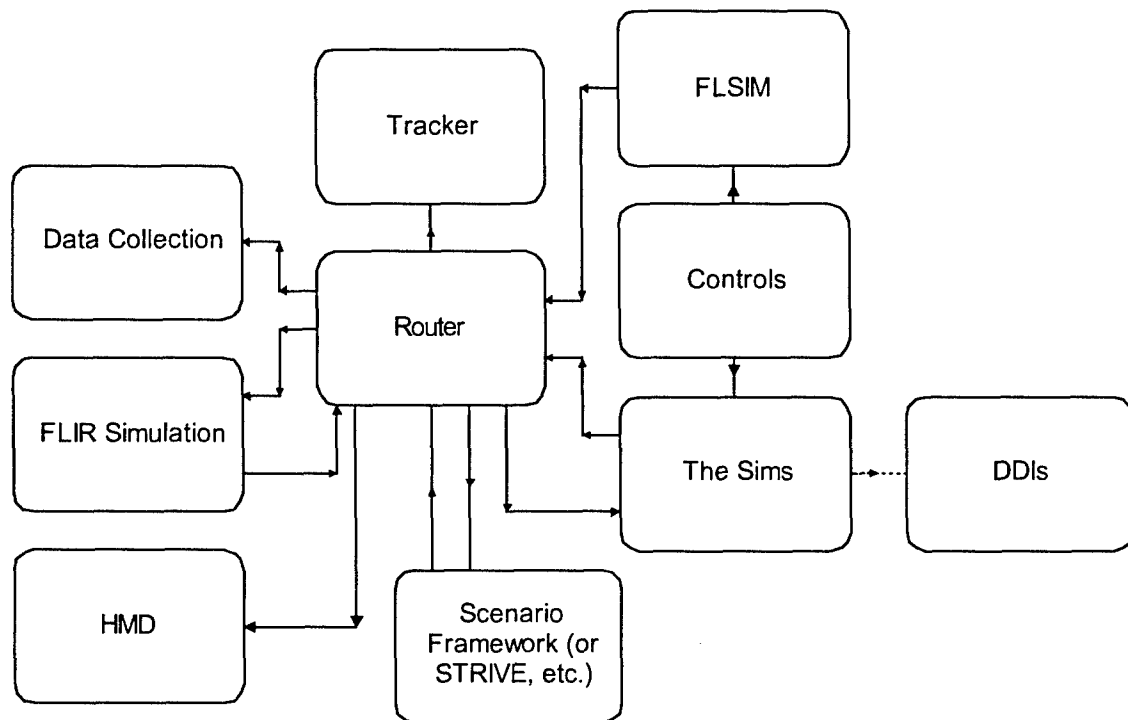 FLSIM
Tracker
Data Collection
Controls
Router
FLIR Simulation
The Sims
DDIs
HMD
Scenario
Framework (or
STRIVE, etc.)